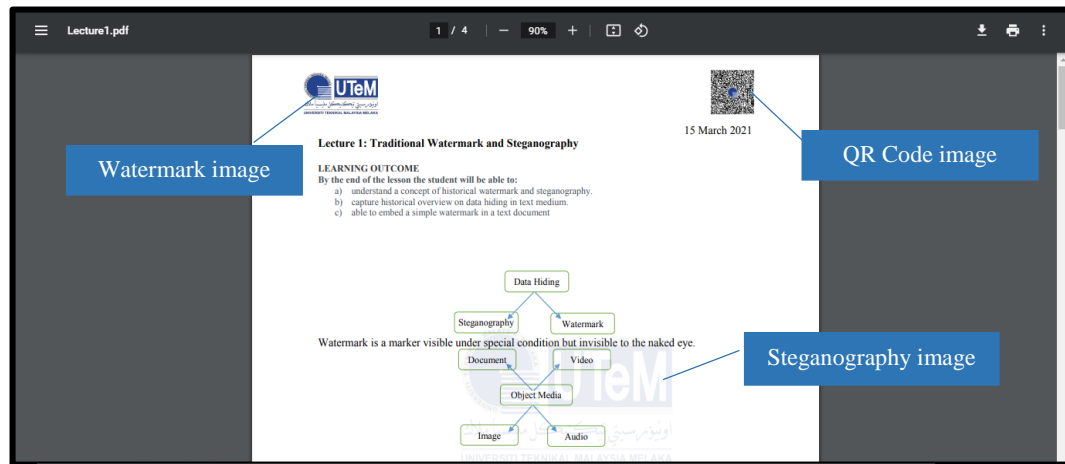 Lecture1.pdf
1 / 4
90%
UTeM
UNIVERSITI TEKNIKAL MALAYSIA MELAKA
15 March 2021
Lecture 1: Traditional Watermark and Steganography
Watermark image
QR Code image
LEARNING OUTCOME
By the end of the lesson the student will be able to:
a) understand a concept of historical watermark and steganography.
b) capture historical overview on data hiding in text medium.
c) able to embed a simple watermark in a text document
Data Hiding
Steganography
Watermark
Watermark is a marker visible under special condition but invisible to the naked eye.
Document
Video
Steganography image
UTeM
Object Media
Image
Audio
UNIVERSITI TEKNIKAL MALAYSIA MELAKA